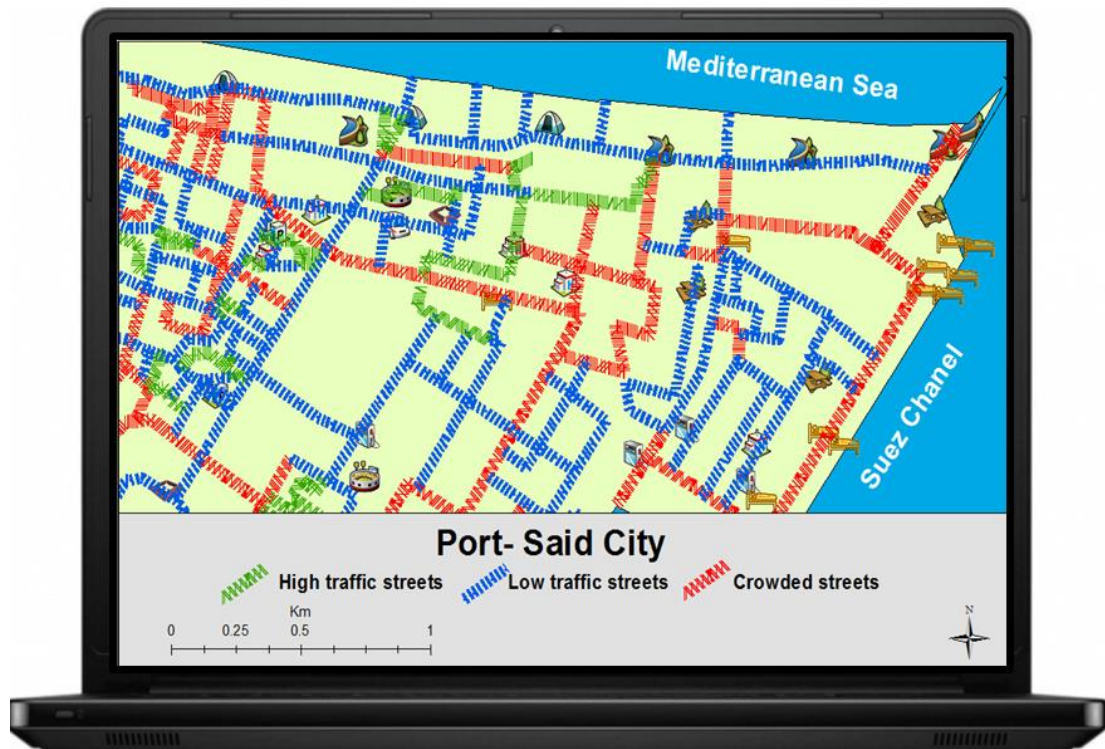 Mediterranean Sea
Suez Chanel
Port- Said City
High traffic streets
Low traffic streets
Crowded streets
Km
0 0.25 0.5 1
N